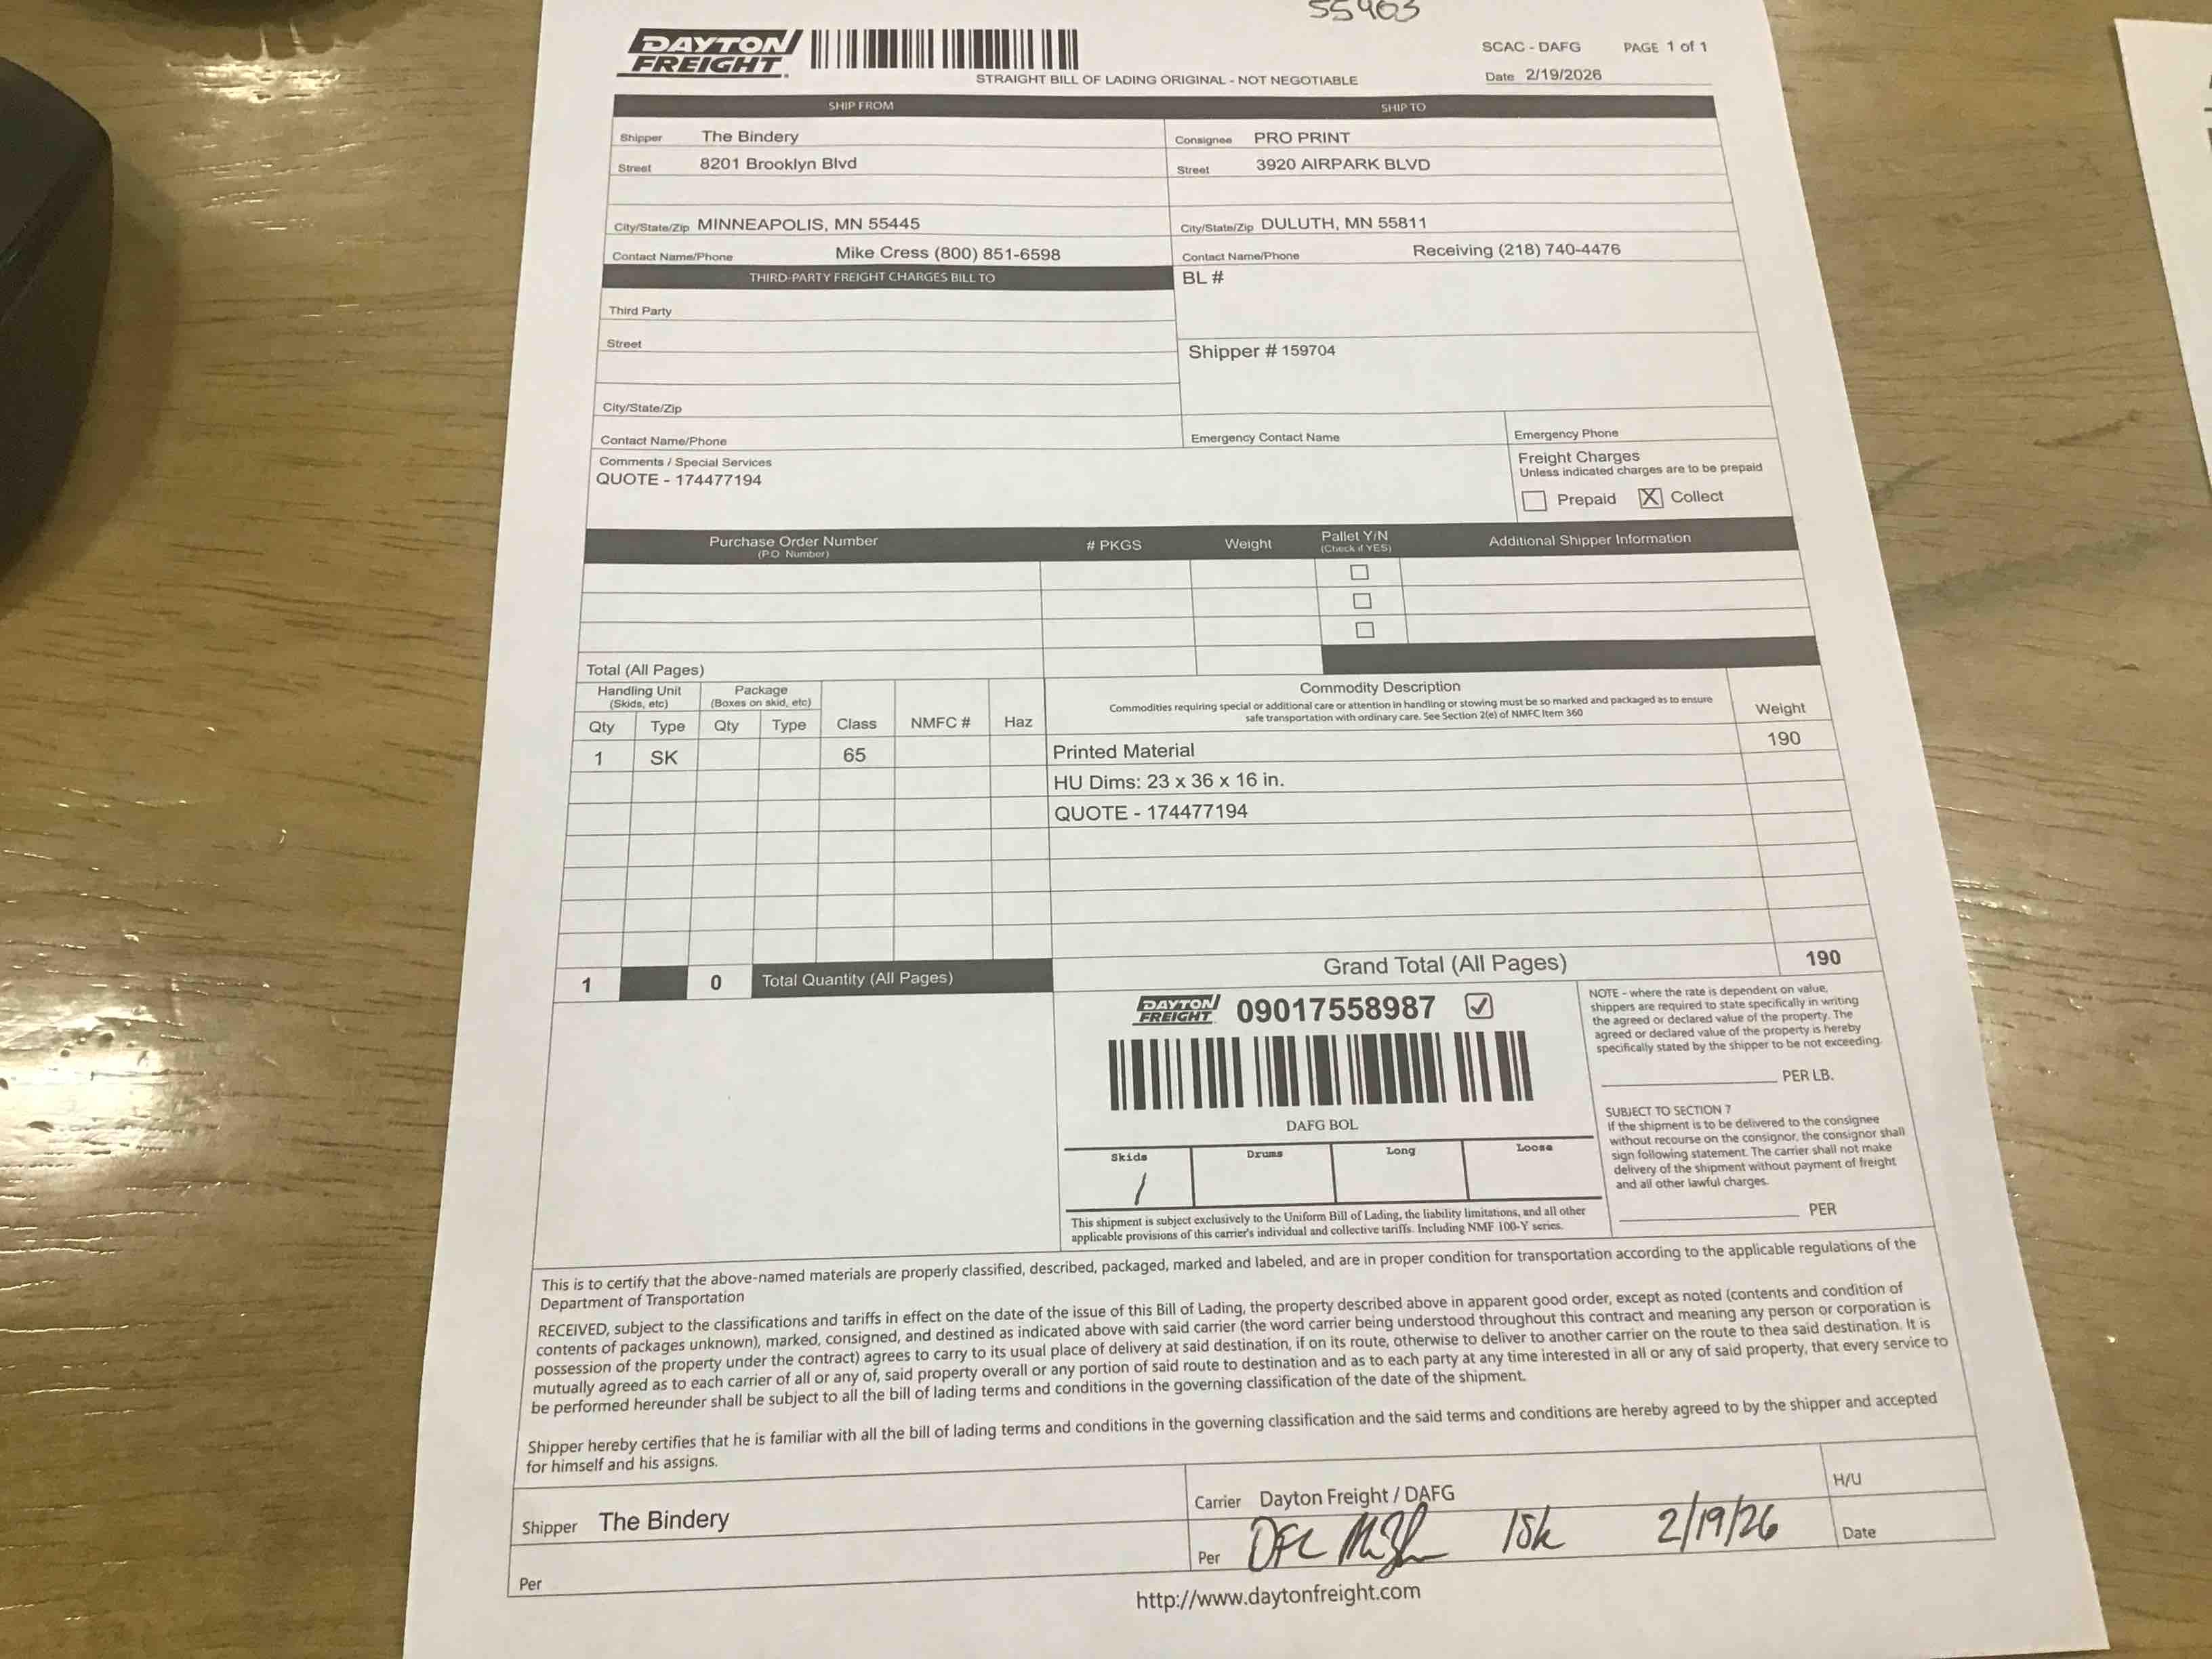 55463
DAYTON
FREIGHT
STRAIGHT BILL OF LADING ORIGINAL - NOT NEGOTIABLE
SCAC - DAFG PAGE 1 of 1
Date 2/19/2026
SHIP FROM SHIP TO
Shipper The Bindery Consignee PRO PRINT
Street 8201 Brooklyn Blvd Street 3920 AIRPARK BLVD
City/State/Zip MINNEAPOLIS, MN 55445 City/State/Zip DULUTH, MN 55811
Contact Name/Phone Mike Cress (800) 851-6598 Contact Name/Phone Receiving (218) 740-4476
THIRD-PARTY FREIGHT CHARGES BILL TO BL #
Third Party
Street
Shipper # 159704
City/State/Zip
Contact Name/Phone Emergency Contact Name Emergency Phone
Comments / Special Services
QUOTE - 174477194
Freight Charges
Unless indicated charges are to be prepaid
Prepaid X Collect
Purchase Order Number
(P.O. Number)
# PKGS Weight Pallet Y/N
(Check if YES)
Additional Shipper Information
Total (All Pages)
Handling Unit
(Skids, etc)
Package
(Boxes on skid, etc)
Qty Type Qty Type Class NMFC # Haz
Commodity Description
Commodities requiring special or additional care or attention in handling or stowing must be so marked and packaged as to ensure
safe transportation with ordinary care. See Section 2(e) of NMFC Item 360
Weight
1 SK 65 Printed Material 190
HU Dims: 23 x 36 x 16 in.
QUOTE - 174477194
1 0 Total Quantity (All Pages) Grand Total (All Pages) 190
DAYTON
FREIGHT
09017558987
DAFG BOL
Skids Drums Long Loose
1
This shipment is subject exclusively to the Uniform Bill of Lading, the liability limitations, and all other
applicable provisions of this carrier's individual and collective tariffs. Including NMF 100-Y series.
NOTE - where the rate is dependent on value,
shippers are required to state specifically in writing
the agreed or declared value of the property. The
agreed or declared value of the property is hereby
specifically stated by the shipper to be not exceeding.
PER LB.
SUBJECT TO SECTION 7
If the shipment is to be delivered to the consignee
without recourse on the consignor, the consignor shall
sign following statement. The carrier shall not make
delivery of the shipment without payment of freight
and all other lawful charges.
PER
This is to certify that the above-named materials are properly classified, described, packaged, marked and labeled, and are in proper condition for transportation according to the applicable regulations of the
Department of Transportation
RECEIVED, subject to the classifications and tariffs in effect on the date of the issue of this Bill of Lading, the property described above in apparent good order, except as noted (contents and condition of
contents of packages unknown), marked, consigned, and destined as indicated above with said carrier (the word carrier being understood throughout this contract and meaning any person or corporation is
possession of the property under the contract) agrees to carry to its usual place of delivery at said destination, if on its route, otherwise to deliver to another carrier on the route to thea said destination. It is
mutually agreed as to each carrier of all or any of, said property overall or any portion of said route to destination and as to each party at any time interested in all or any of said property, that every service to
be performed hereunder shall be subject to all the bill of lading terms and conditions in the governing classification of the date of the shipment.
Shipper hereby certifies that he is familiar with all the bill of lading terms and conditions in the governing classification and the said terms and conditions are hereby agreed to by the shipper and accepted
for himself and his assigns.
Shipper The Bindery Carrier Dayton Freight / DAFG H/U
Per Per DFL 1Sk 2/19/26 Date
http://www.daytonfreight.com